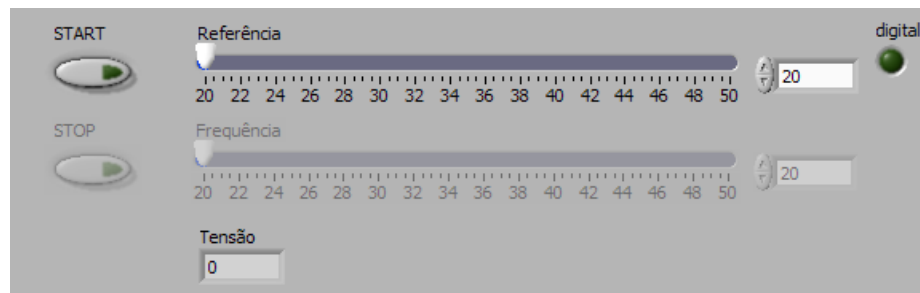 START Referência digital
20 22 24 26 28 30 32 34 36 38 40 42 44 46 48 50 20
STOP Frequência
20 22 24 26 28 30 32 34 36 38 40 42 44 46 48 50 20
Tensão
0